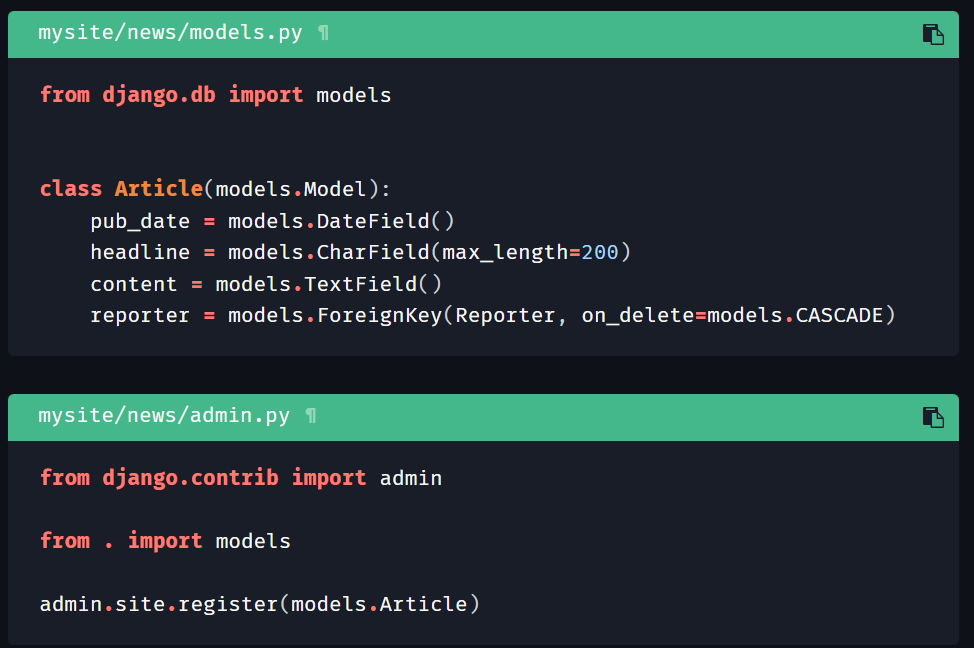 mysite/news/models.py ¶
from django.db import models
class Article(models.Model):
    pub_date = models.DateField()
    headline = models.CharField(max_length=200)
    content = models.TextField()
    reporter = models.ForeignKey(Reporter, on_delete=models.CASCADE)
mysite/news/admin.py ¶
from django.contrib import admin
from . import models
admin.site.register(models.Article)